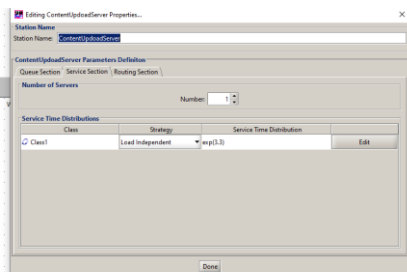 Editing ContentUpdoadServer Properties...
Station Name
Station Name: ContentUpdoadServer
ContentUpdoadServer Parameters Definiton
Queue Section Service Section Routing Section
Number of Servers
Number: 1
Service Time Distributions
Class Strategy Service Time Distribution
Class1 Load Independent exp(3.3) Edit
Done